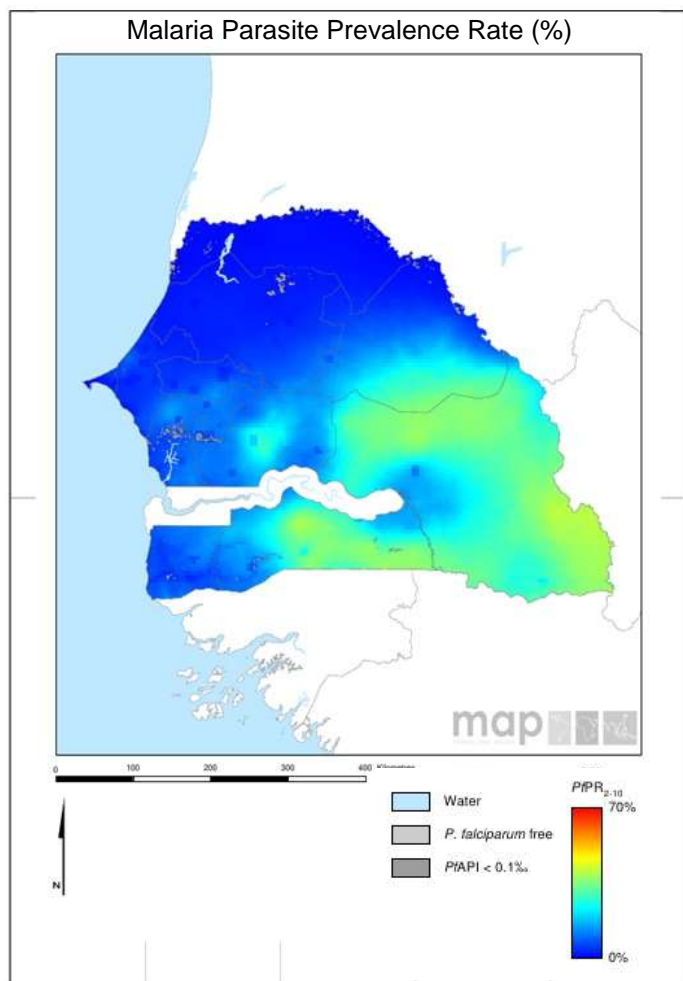 Malaria Parasite Prevalence Rate (%)
map
0 100 200 300 400
Kilometres
N
Water
P. falciparum free
PfAPI < 0.1‰
PfPR2-10
70%
0%